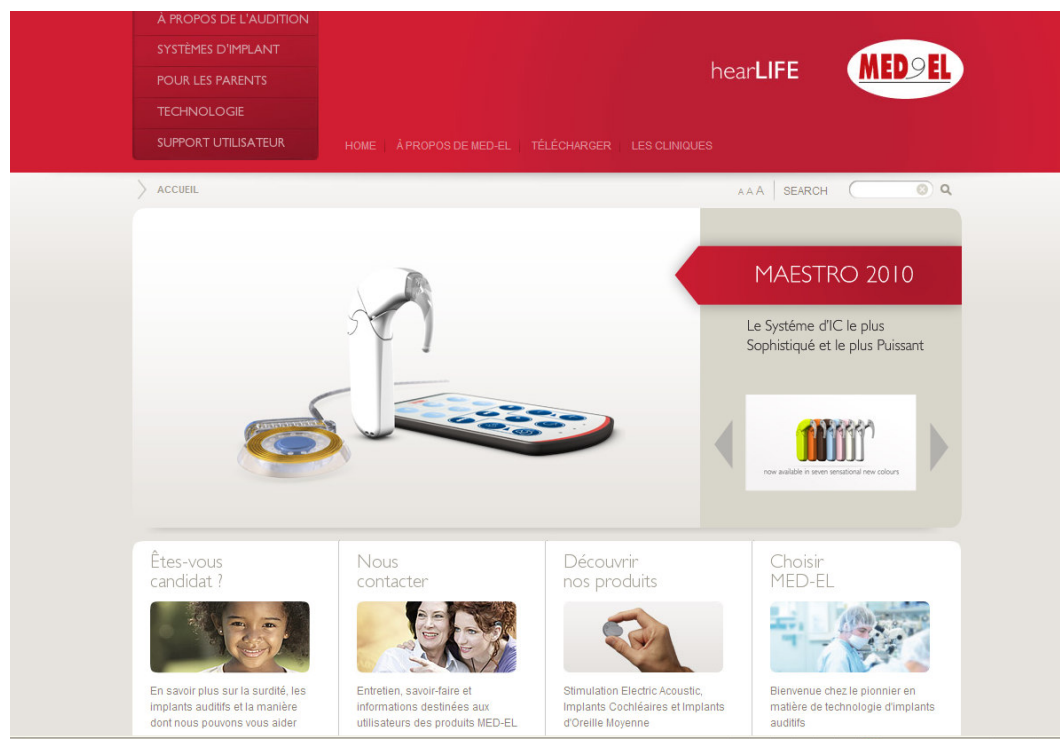 À PROPOS DE L'AUDITION
SYSTÈMES D'IMPLANT
POUR LES PARENTS
TECHNOLOGIE
SUPPORT UTILISATEUR
hearLIFE
MED-EL
HOME
À PROPOS DE MED-EL
TÉLÉCHARGER
LES CLINIQUES
ACCUEIL
A A A
SEARCH
MAESTRO 2010
Le Systéme d'IC le plus
Sophistiqué et le plus Puissant
now available in seven sensational new colours
Êtes-vous
candidat ?
En savoir plus sur la surdité, les
implants auditifs et la manière
dont nous pouvons vous aider
Nous
contacter
Entretien, savoir-faire et
informations destinées aux
utilisateurs des produits MED-EL
Découvrir
nos produits
Stimulation Electric Acoustic,
Implants Cochléaires et Implants
d'Oreille Moyenne
Choisir
MED-EL
Bienvenue chez le pionnier en
matière de technologie d'implants
auditifs